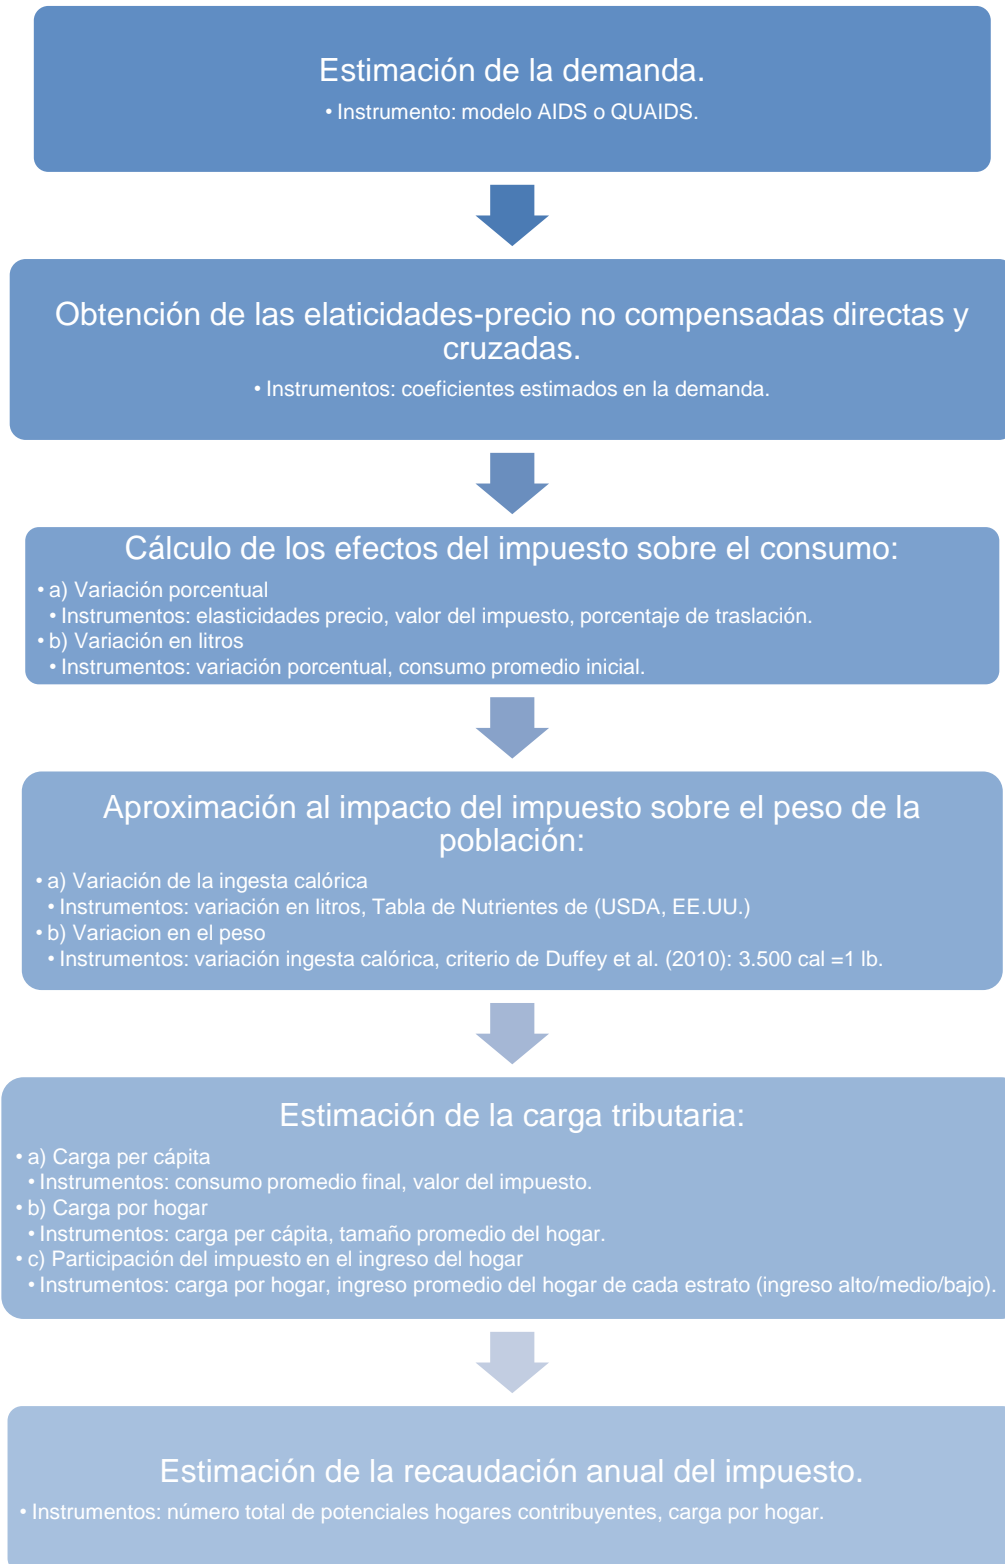 Estimación de la demanda.
• Instrumento: modelo AIDS o QUAIDS.
Obtención de las elaticidades-precio no compensadas directas y
cruzadas.
• Instrumentos: coeficientes estimados en la demanda.
Cálculo de los efectos del impuesto sobre el consumo:
• a) Variación porcentual
• Instrumentos: elasticidades precio, valor del impuesto, porcentaje de traslación.
• b) Variación en litros
• Instrumentos: variación porcentual, consumo promedio inicial.
Aproximación al impacto del impuesto sobre el peso de la
población:
• a) Variación de la ingesta calórica
• Instrumentos: variación en litros, Tabla de Nutrientes de (USDA, EE.UU.)
• b) Variacion en el peso
• Instrumentos: variación ingesta calórica, criterio de Duffey et al. (2010): 3.500 cal =1 lb.
Estimación de la carga tributaria:
• a) Carga per cápita
• Instrumentos: consumo promedio final, valor del impuesto.
• b) Carga por hogar
• Instrumentos: carga per cápita, tamaño promedio del hogar.
• c) Participación del impuesto en el ingreso del hogar
• Instrumentos: carga por hogar, ingreso promedio del hogar de cada estrato (ingreso alto/medio/bajo).
Estimación de la recaudación anual del impuesto.
• Instrumentos: número total de potenciales hogares contribuyentes, carga por hogar.